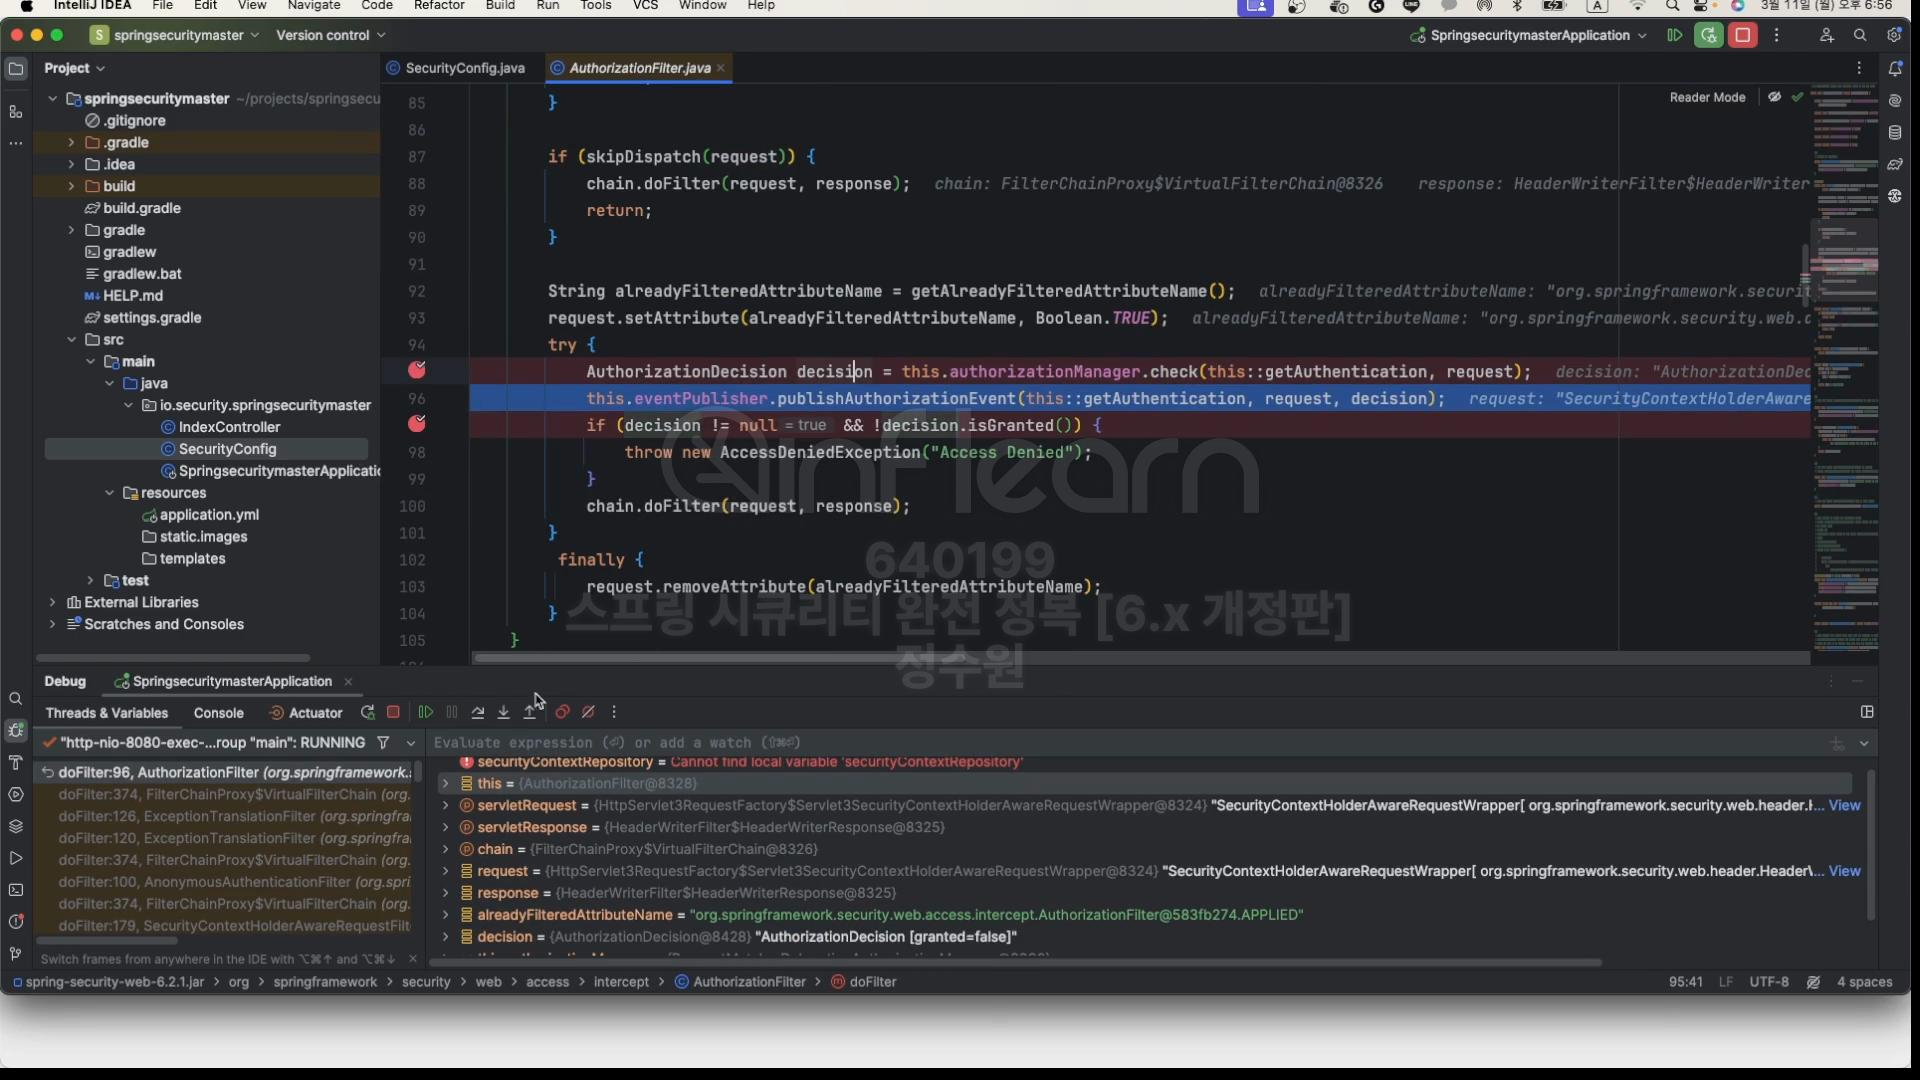 IntelliJ IDEA File Edit View Navigate Code Refactor Build Run Tools VCS Window Help
A 3월 11일 (월) 오후 6:56
S springsecuritymaster Version control SpringsecuritymasterApplication
Project SecurityConfig.java AuthorizationFilter.java
Reader Mode
springsecuritymaster ~/projects/springsecu
.gitignore
.gradle
.idea
build
build.gradle
gradle
gradlew
gradlew.bat
HELP.md
settings.gradle
src
main
java
io.security.springsecuritymaster
IndexController
SecurityConfig
SpringsecuritymasterApplicatio
resources
application.yml
static.images
templates
test
External Libraries
Scratches and Consoles
85 }
86
87 if (skipDispatch(request)) {
88 chain.doFilter(request, response); chain: FilterChainProxy$VirtualFilterChain@8326 response: HeaderWriterFilter$HeaderWriter
89 return;
90 }
91
92 String alreadyFilteredAttributeName = getAlreadyFilteredAttributeName(); alreadyFilteredAttributeName: "org.springframework.securit
93 request.setAttribute(alreadyFilteredAttributeName, Boolean.TRUE); alreadyFilteredAttributeName: "org.springframework.security.web.a
94 try {
AuthorizationDecision decision = this.authorizationManager.check(this::getAuthentication, request); decision: "AuthorizationDec
96 this.eventPublisher.publishAuthorizationEvent(this::getAuthentication, request, decision); request: "SecurityContextHolderAware
if (decision != null = true && !decision.isGranted()) {
98 throw new AccessDeniedException("Access Denied");
99 }
100 chain.doFilter(request, response);
101 }
102 finally {
103 request.removeAttribute(alreadyFilteredAttributeName);
104 }
105 }
inflearn
640199
스프링 시큐리티 완전 정복 [6.x 개정판]
정수원
Debug SpringsecuritymasterApplication
Threads & Variables Console Actuator
"http-nio-8080-exec-...roup "main": RUNNING
doFilter:96, AuthorizationFilter (org.springframework.
doFilter:374, FilterChainProxy$VirtualFilterChain (org.
doFilter:126, ExceptionTranslationFilter (org.springfra
doFilter:120, ExceptionTranslationFilter (org.springfra
doFilter:374, FilterChainProxy$VirtualFilterChain (org.
doFilter:100, AnonymousAuthenticationFilter (org.spri
doFilter:374, FilterChainProxy$VirtualFilterChain (org.
doFilter:179, SecurityContextHolderAwareRequestFilt
Switch frames from anywhere in the IDE with ⌥⌘↑ and ⌥⌘↓
Evaluate expression (⏎) or add a watch (⇧⌘⏎)
securityContextRepository = Cannot find local variable 'securityContextRepository'
this = {AuthorizationFilter@8328}
servletRequest = {HttpServlet3RequestFactory$Servlet3SecurityContextHolderAwareRequestWrapper@8324} "SecurityContextHolderAwareRequestWrapper[ org.springframework.security.web.header.H... View
servletResponse = {HeaderWriterFilter$HeaderWriterResponse@8325}
chain = {FilterChainProxy$VirtualFilterChain@8326}
request = {HttpServlet3RequestFactory$Servlet3SecurityContextHolderAwareRequestWrapper@8324} "SecurityContextHolderAwareRequestWrapper[ org.springframework.security.web.header.HeaderV... View
response = {HeaderWriterFilter$HeaderWriterResponse@8325}
alreadyFilteredAttributeName = "org.springframework.security.web.access.intercept.AuthorizationFilter@583fb274.APPLIED"
decision = {AuthorizationDecision@8428} "AuthorizationDecision [granted=false]"
spring-security-web-6.2.1.jar > org > springframework > security > web > access > intercept > AuthorizationFilter > doFilter
95:41 LF UTF-8 4 spaces